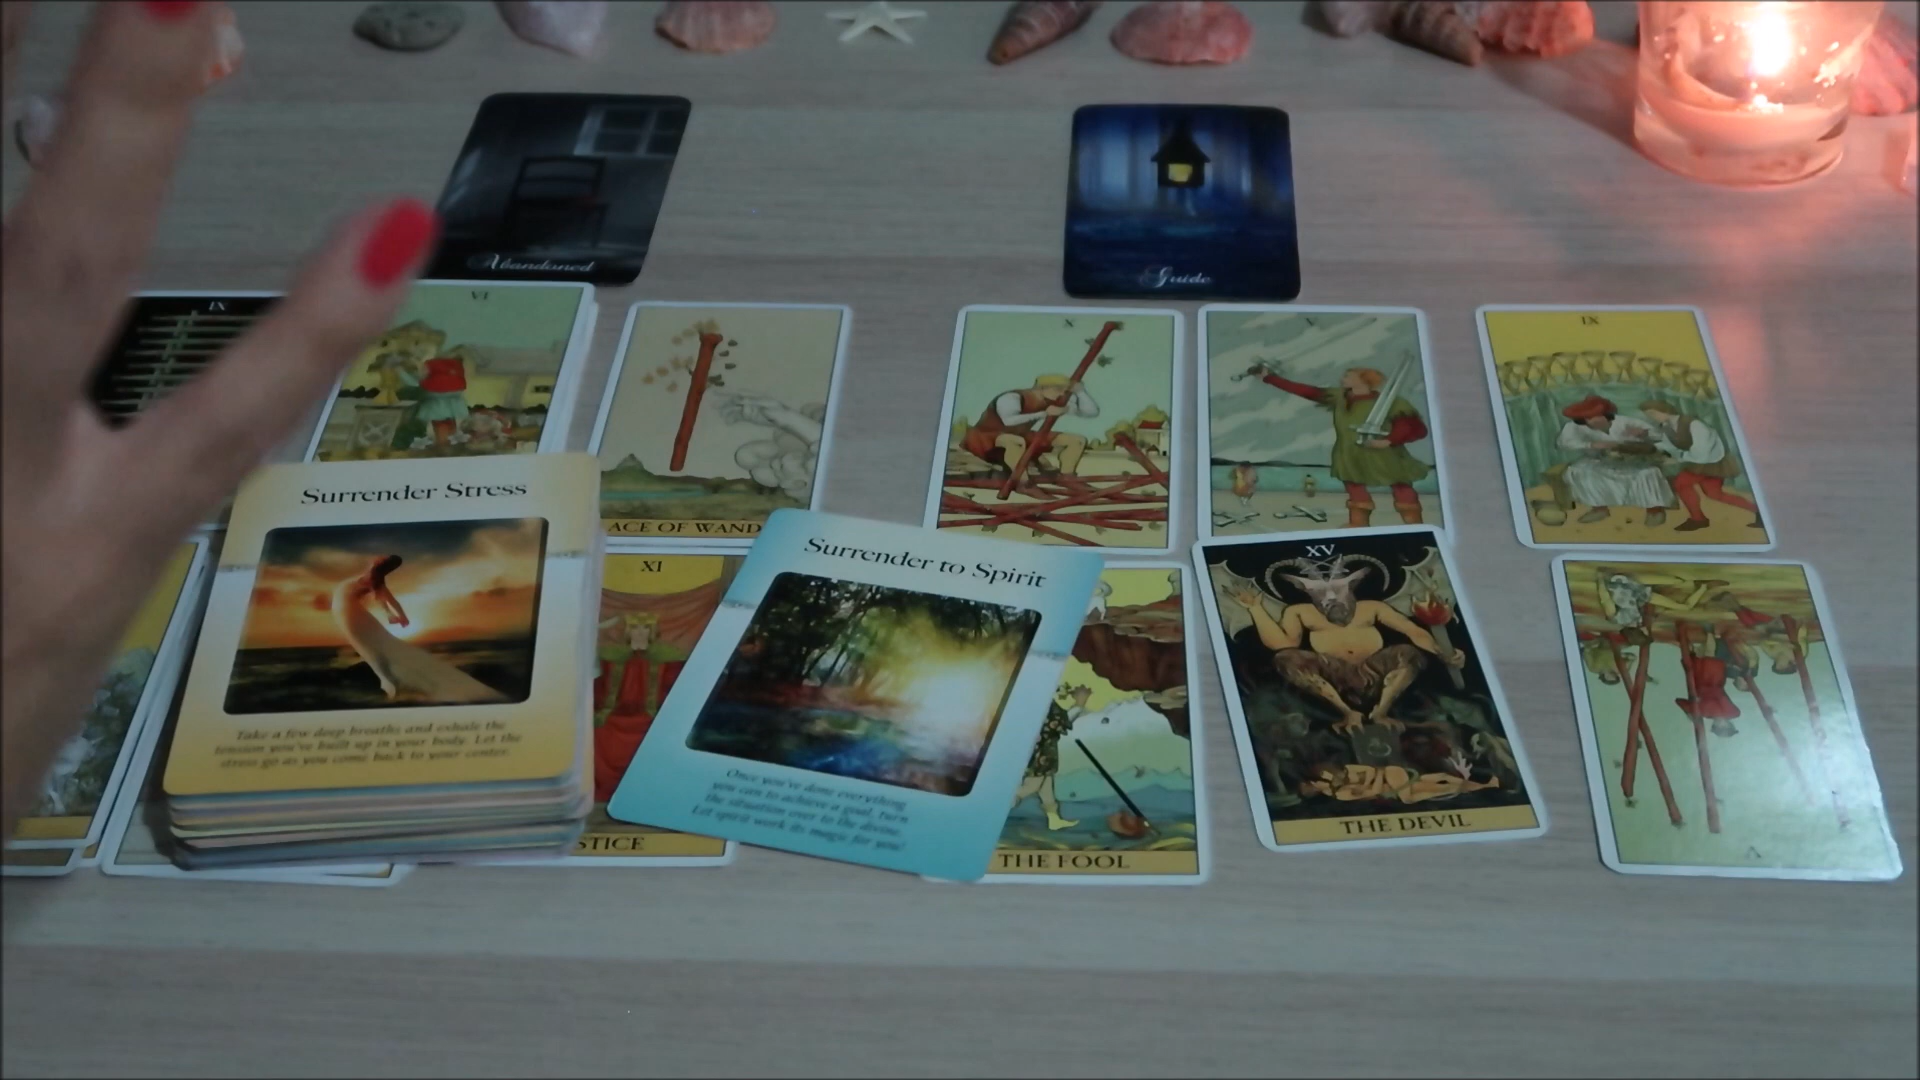 Abandoned
Guide
IX
VI
X
V
IX
ACE OF WAND
Surrender Stress
Take a few deep breaths and exhale the
tension you've built up in your body. Let the
stress go as you come back to your center.
XI
STICE
Surrender to Spirit
Once you've done everything
you can to achieve a goal, turn
the situation over to the divine.
Let spirit work its magic for you!
THE FOOL
XV
THE DEVIL
V